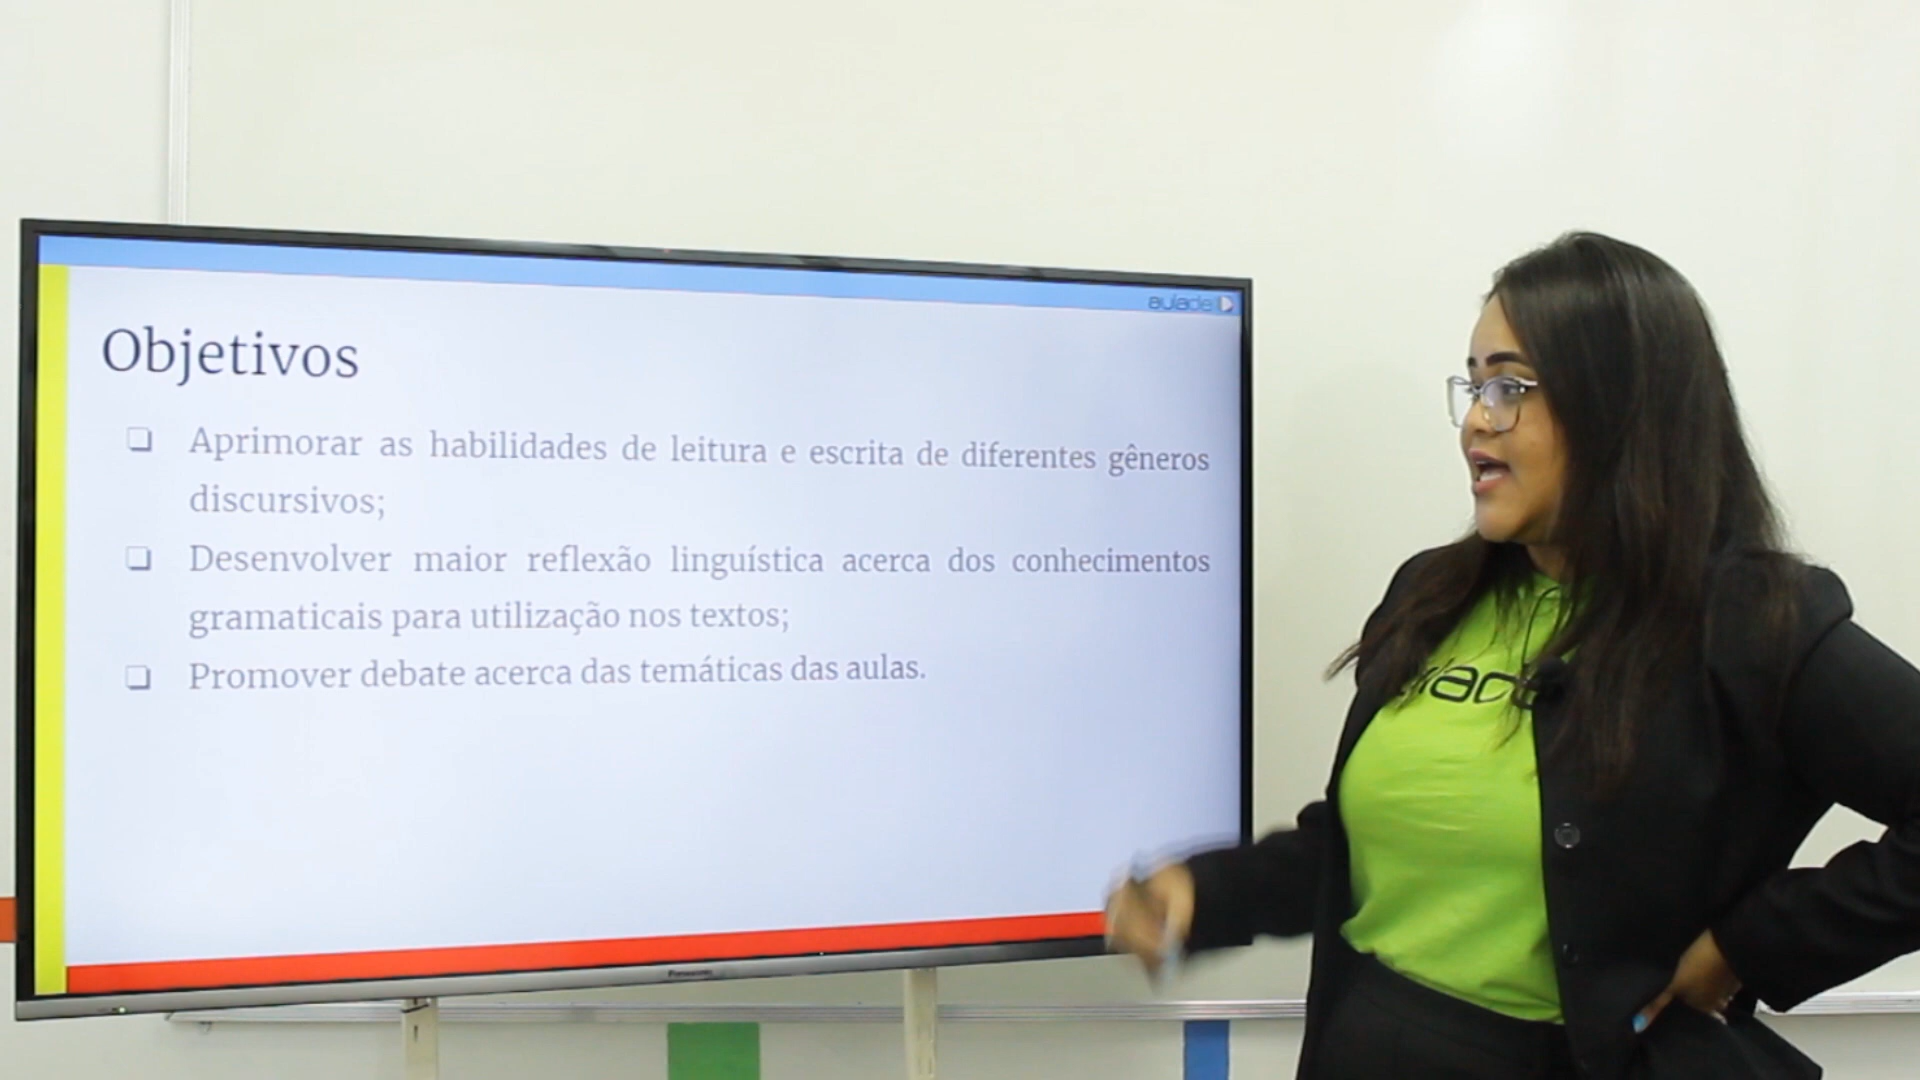 aulade
Objetivos
❏ Aprimorar as habilidades de leitura e escrita de diferentes gêneros
discursivos;
❏ Desenvolver maior reflexão linguística acerca dos conhecimentos
gramaticais para utilização nos textos;
❏ Promover debate acerca das temáticas das aulas.
Panasonic